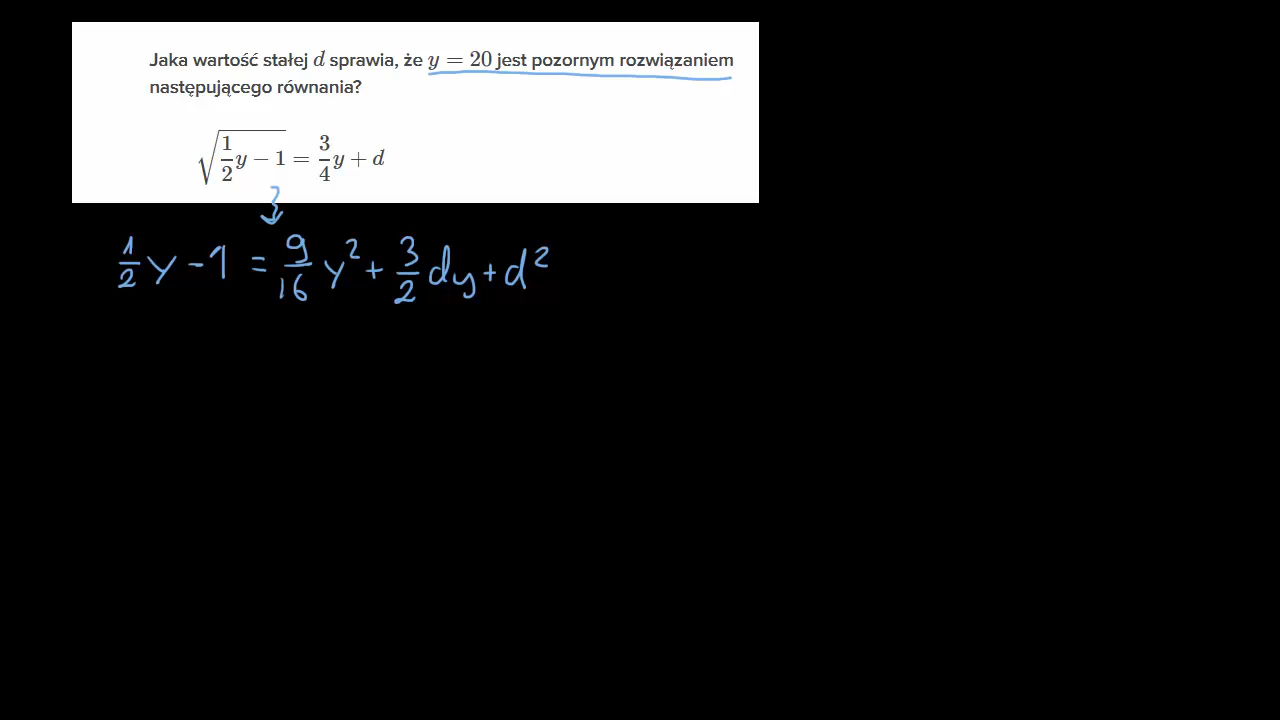 Jaka wartość stałej d sprawia, że y = 20 jest pozornym rozwiązaniem
następującego równania?
√(1/2 y − 1) = 3/4 y + d
1/2 y − 1 = 9/16 y² + 3/2 dy + d²